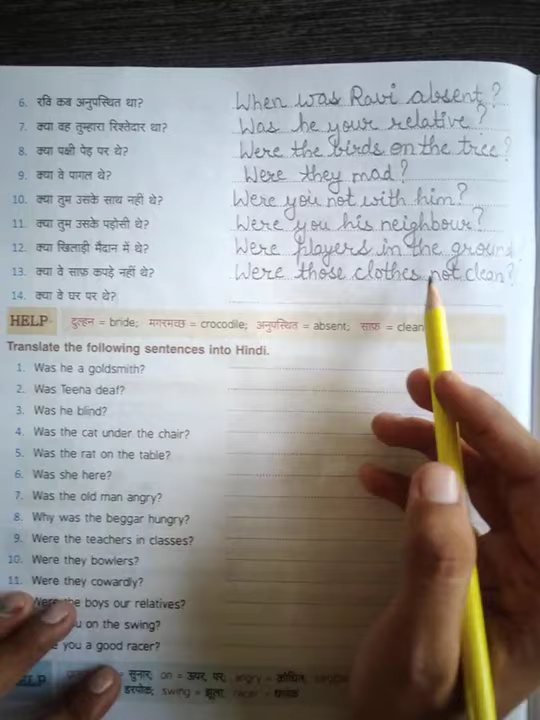 6. रवि कब अनुपस्थित था? When was Ravi absent?
7. क्या वह तुम्हारा रिश्तेदार था? Was he your relative?
8. क्या पक्षी पेड़ पर थे? Were the birds on the tree?
9. क्या वे पागल थे? Were they mad?
10. क्या तुम उसके साथ नहीं थे? Were you not with him?
11. क्या तुम उसके पड़ोसी थे? Were you his neighbour?
12. क्या खिलाड़ी मैदान में थे? Were players in the ground
13. क्या वे साफ़ कपड़े नहीं थे? Were those clothes not clean?
14. क्या वे घर पर थे?
HELP दुल्हन = bride; मगरमच्छ = crocodile; अनुपस्थित = absent; साफ़ = clean
Translate the following sentences into Hindi.
1. Was he a goldsmith?
2. Was Teena deaf?
3. Was he blind?
4. Was the cat under the chair?
5. Was the rat on the table?
6. Was she here?
7. Was the old man angry?
8. Why was the beggar hungry?
9. Were the teachers in classes?
10. Were they bowlers?
11. Were they cowardly?
Were the boys our relatives?
on the swing?
you a good racer?
= सुनार; on = ऊपर, पर; angry = क्रोधित;
डरपोक; swing = झूला; racer = धावक